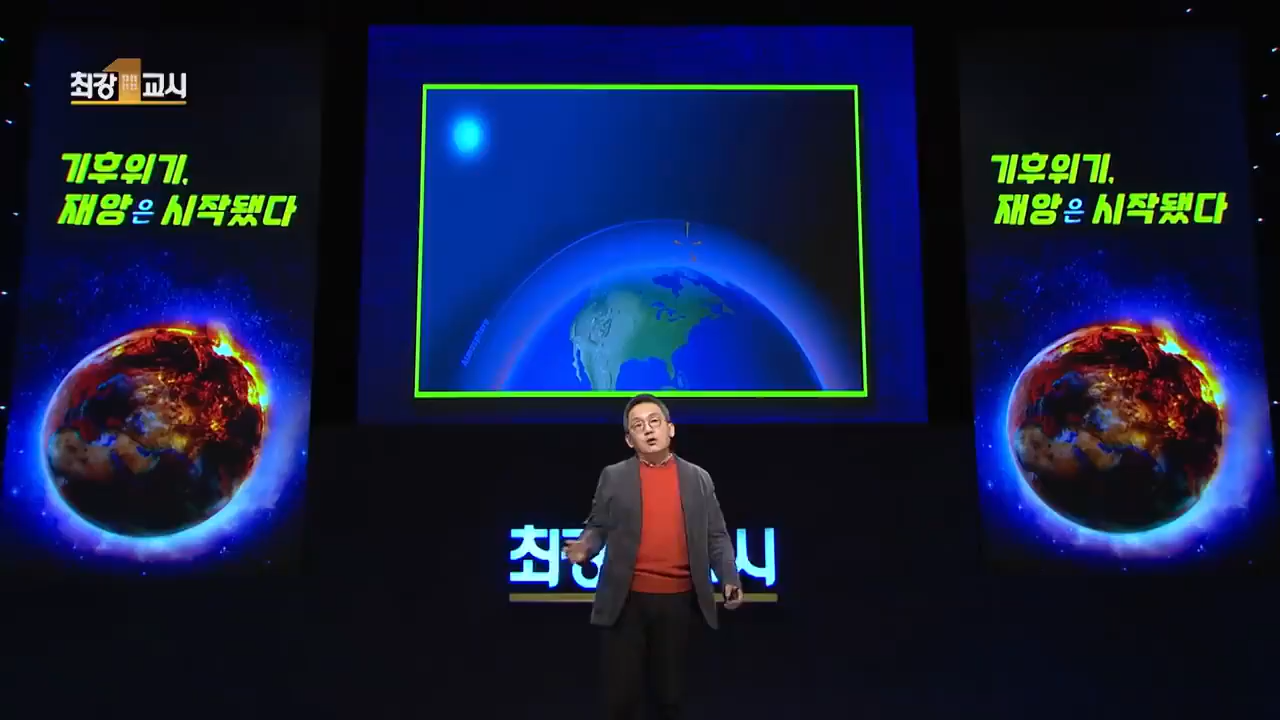 최강1교시
기후위기,
재앙은 시작됐다
기후위기,
재앙은 시작됐다
최강 시